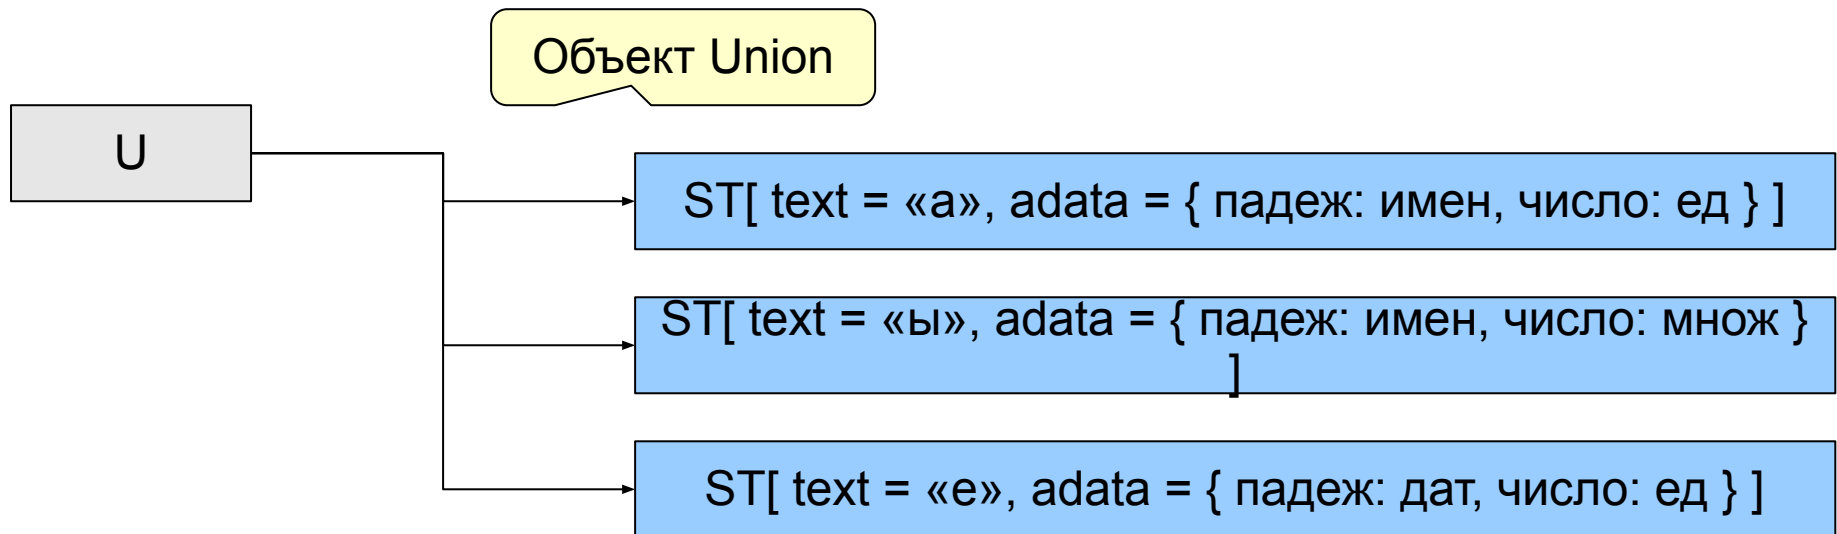 Объект Union
U
ST[ text = «а», adata = { падеж: имен, число: ед } ]
ST[ text = «ы», adata = { падеж: имен, число: множ }
]
ST[ text = «е», adata = { падеж: дат, число: ед } ]